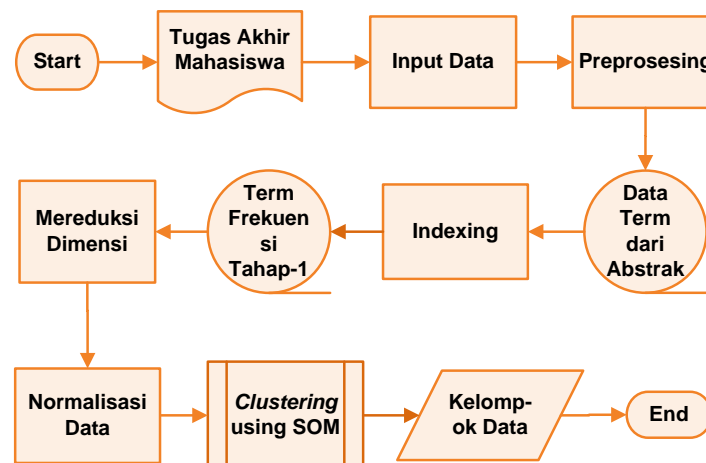 Start
Tugas Akhir
Mahasiswa
Input Data
Preprosesing
Data
Term
dari
Abstrak
Indexing
Term
Frekuen
si
Tahap-1
Mereduksi
Dimensi
Normalisasi
Data
Clustering
using SOM
Kelomp-
ok Data
End